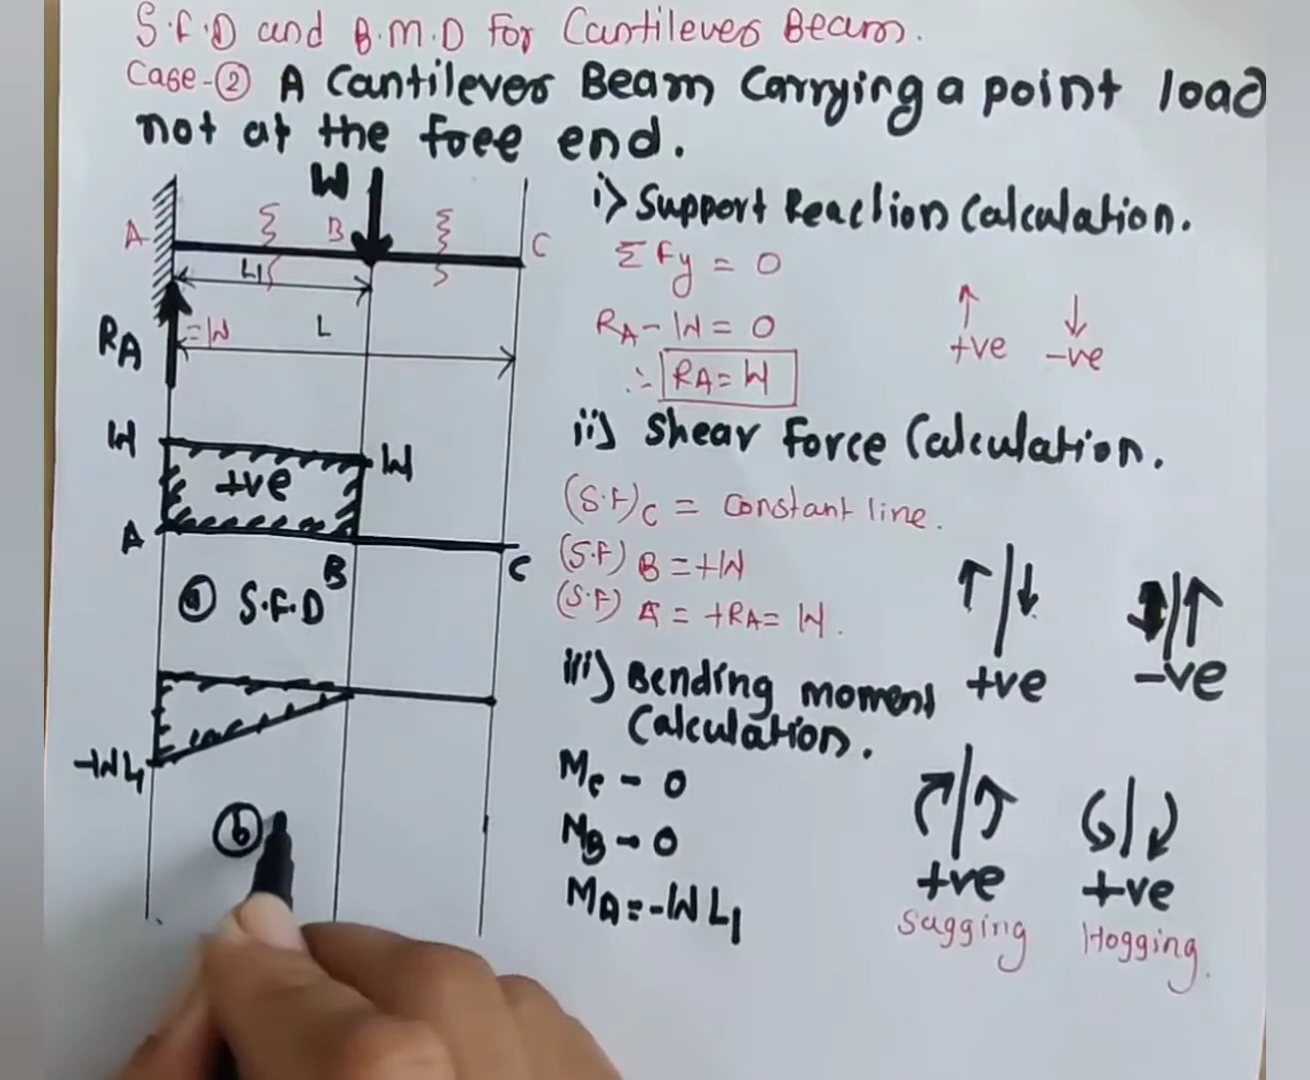 S.F.D and B.M.D For Cantilever Beam.
Case-② A Cantilever Beam Carrying a point load
not at the free end.
W
A
B
C
L1
L
RA
=W
i) Support Reaction Calculation.
ΣFy = 0
RA - W = 0
∴ RA = W
↑ ↓
+ve -ve
W
W
+ve
A
B
C
ⓐ S.F.D
ii) Shear Force Calculation.
(S.F)C = Constant line.
(S.F) B = +W
(S.F) A = +RA = W.
+ve -ve
-WL1
ⓑ
iii) Bending moment
Calculation.
Mc - 0
MB - 0
MA = -WL1
+ve +ve
Sagging Hogging.